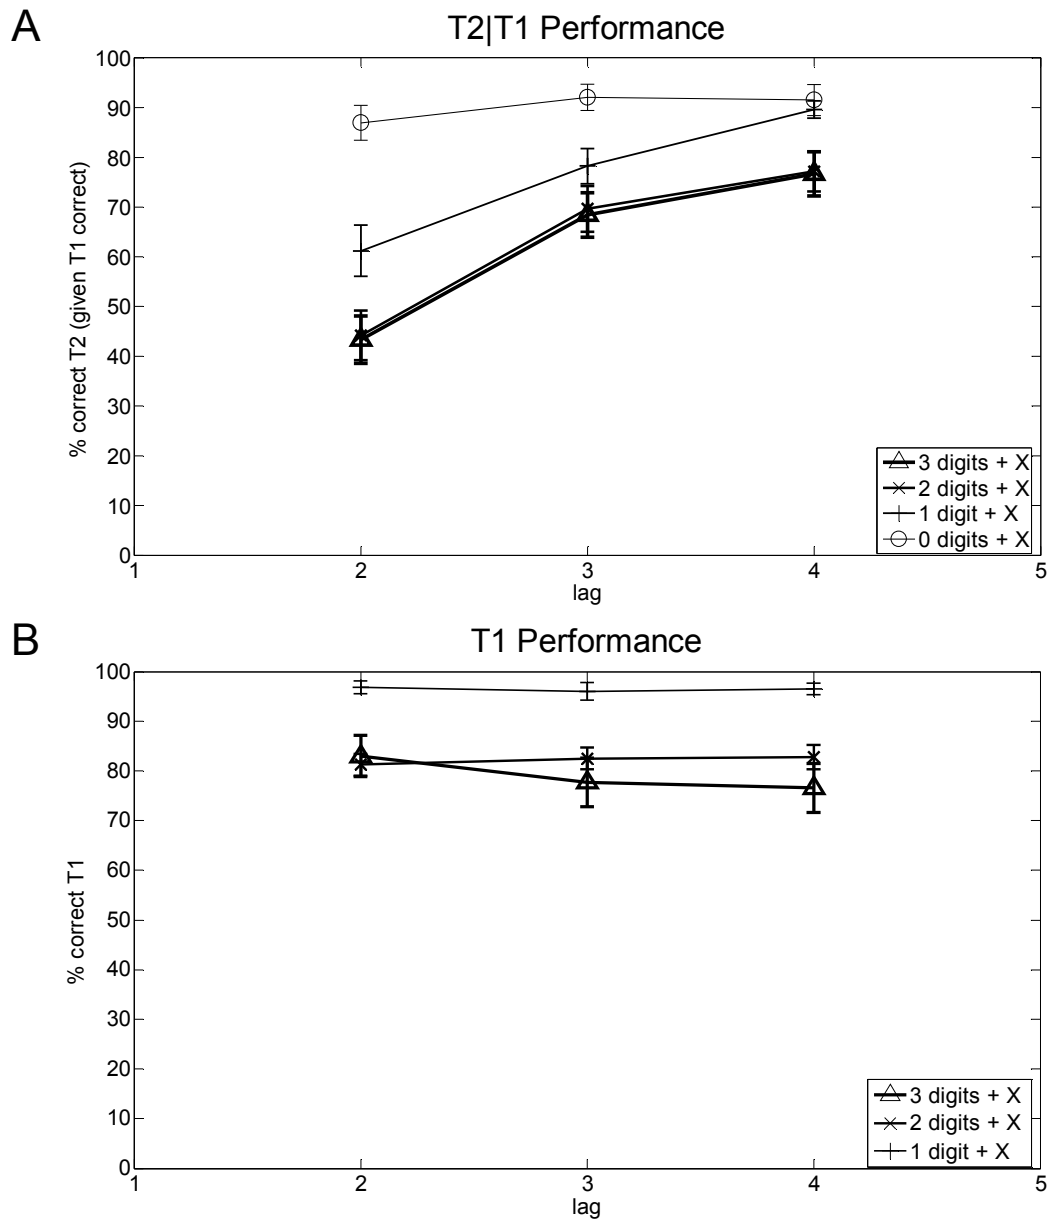 A
T2|T1 Performance
100
90
80
70
60
50
40
30
20
10
0
% correct T2 (given T1 correct)
3 digits + X
2 digits + X
1 digit + X
0 digits + X
1
2
3
4
5
lag
B
T1 Performance
100
90
80
70
60
50
40
30
20
10
0
% correct T1
3 digits + X
2 digits + X
1 digit + X
1
2
3
4
5
lag